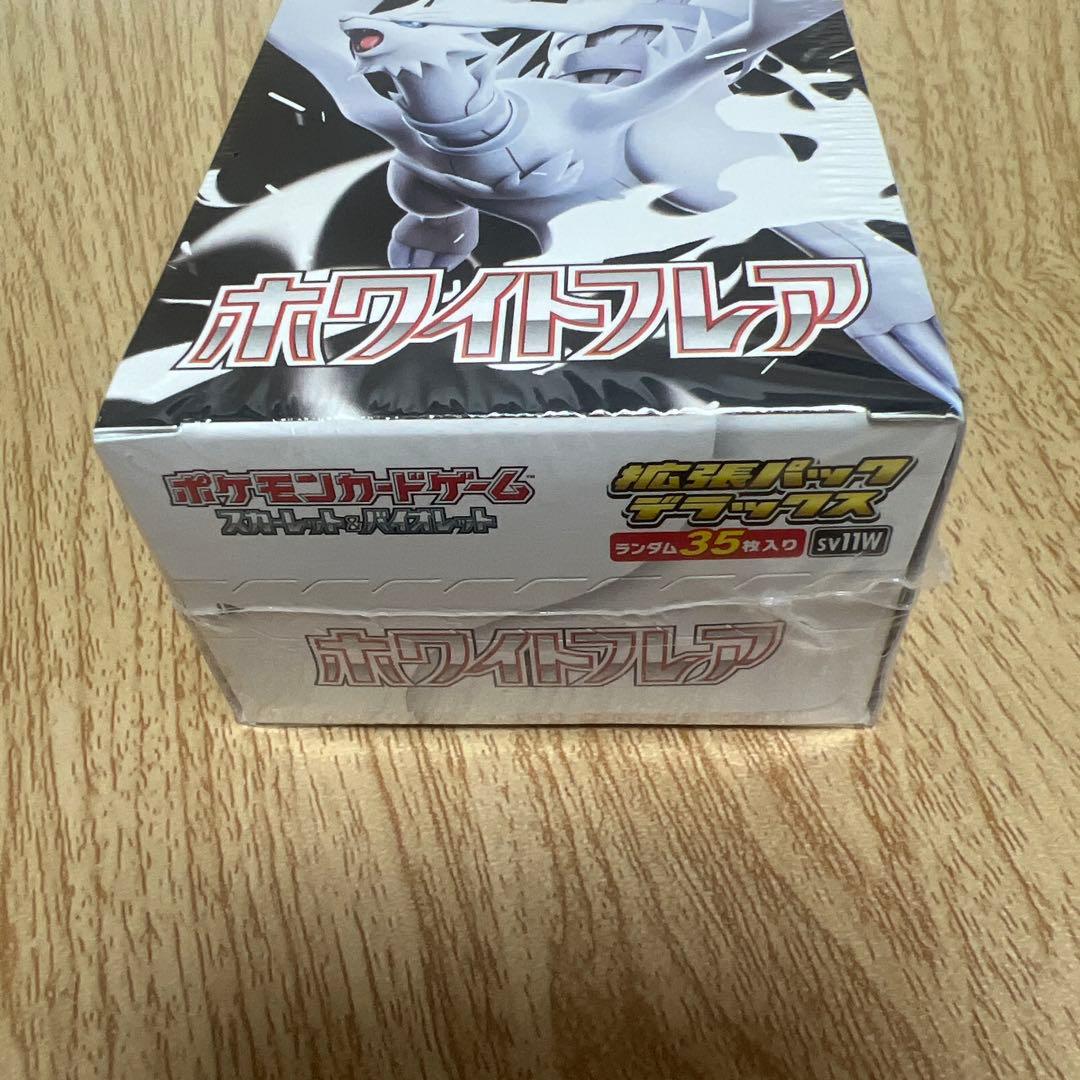 ホワイトフレア
ポケモンカードゲーム™
スカーレット&バイオレット
拡張パック
デラックス
ランダム35枚入り SV11W
ホワイトフレア